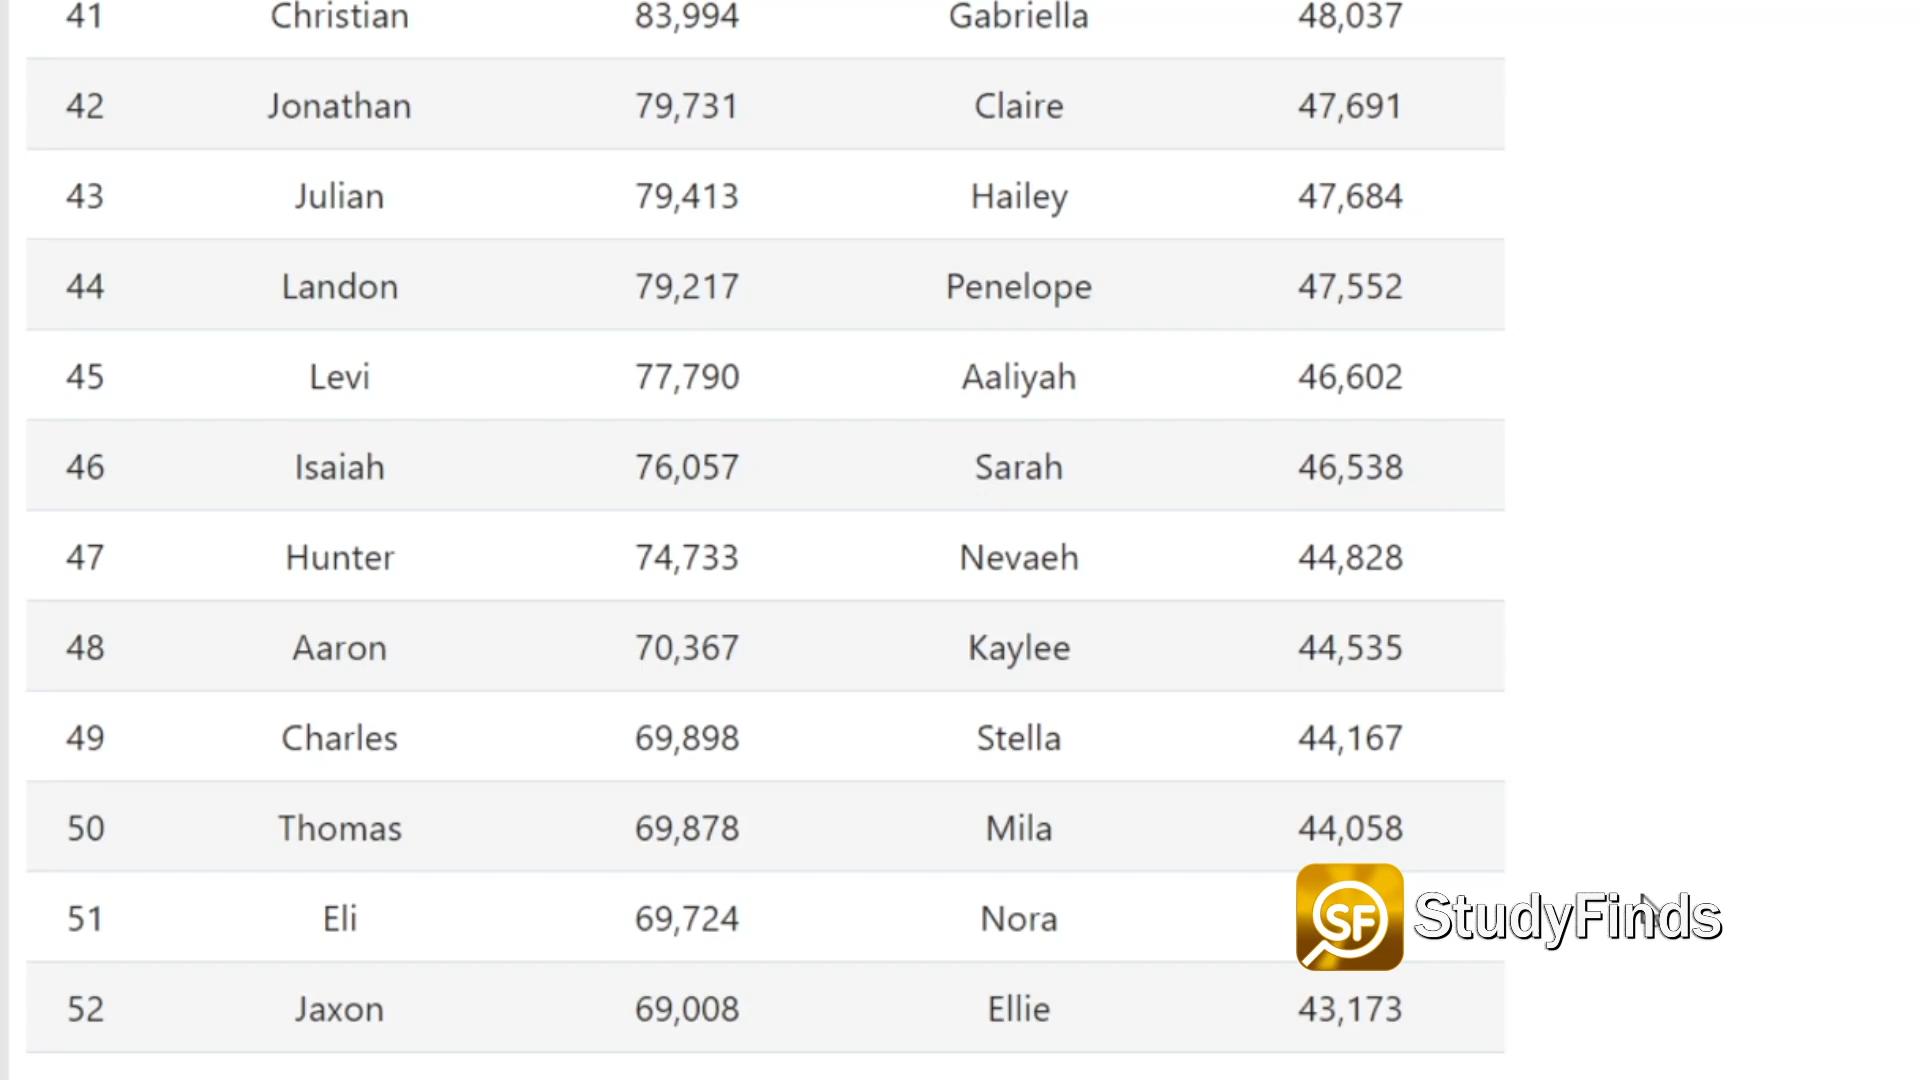 41 Christian 83,994 Gabriella 48,037
42 Jonathan 79,731 Claire 47,691
43 Julian 79,413 Hailey 47,684
44 Landon 79,217 Penelope 47,552
45 Levi 77,790 Aaliyah 46,602
46 Isaiah 76,057 Sarah 46,538
47 Hunter 74,733 Nevaeh 44,828
48 Aaron 70,367 Kaylee 44,535
49 Charles 69,898 Stella 44,167
50 Thomas 69,878 Mila 44,058
51 Eli 69,724 Nora
SF StudyFinds
52 Jaxon 69,008 Ellie 43,173